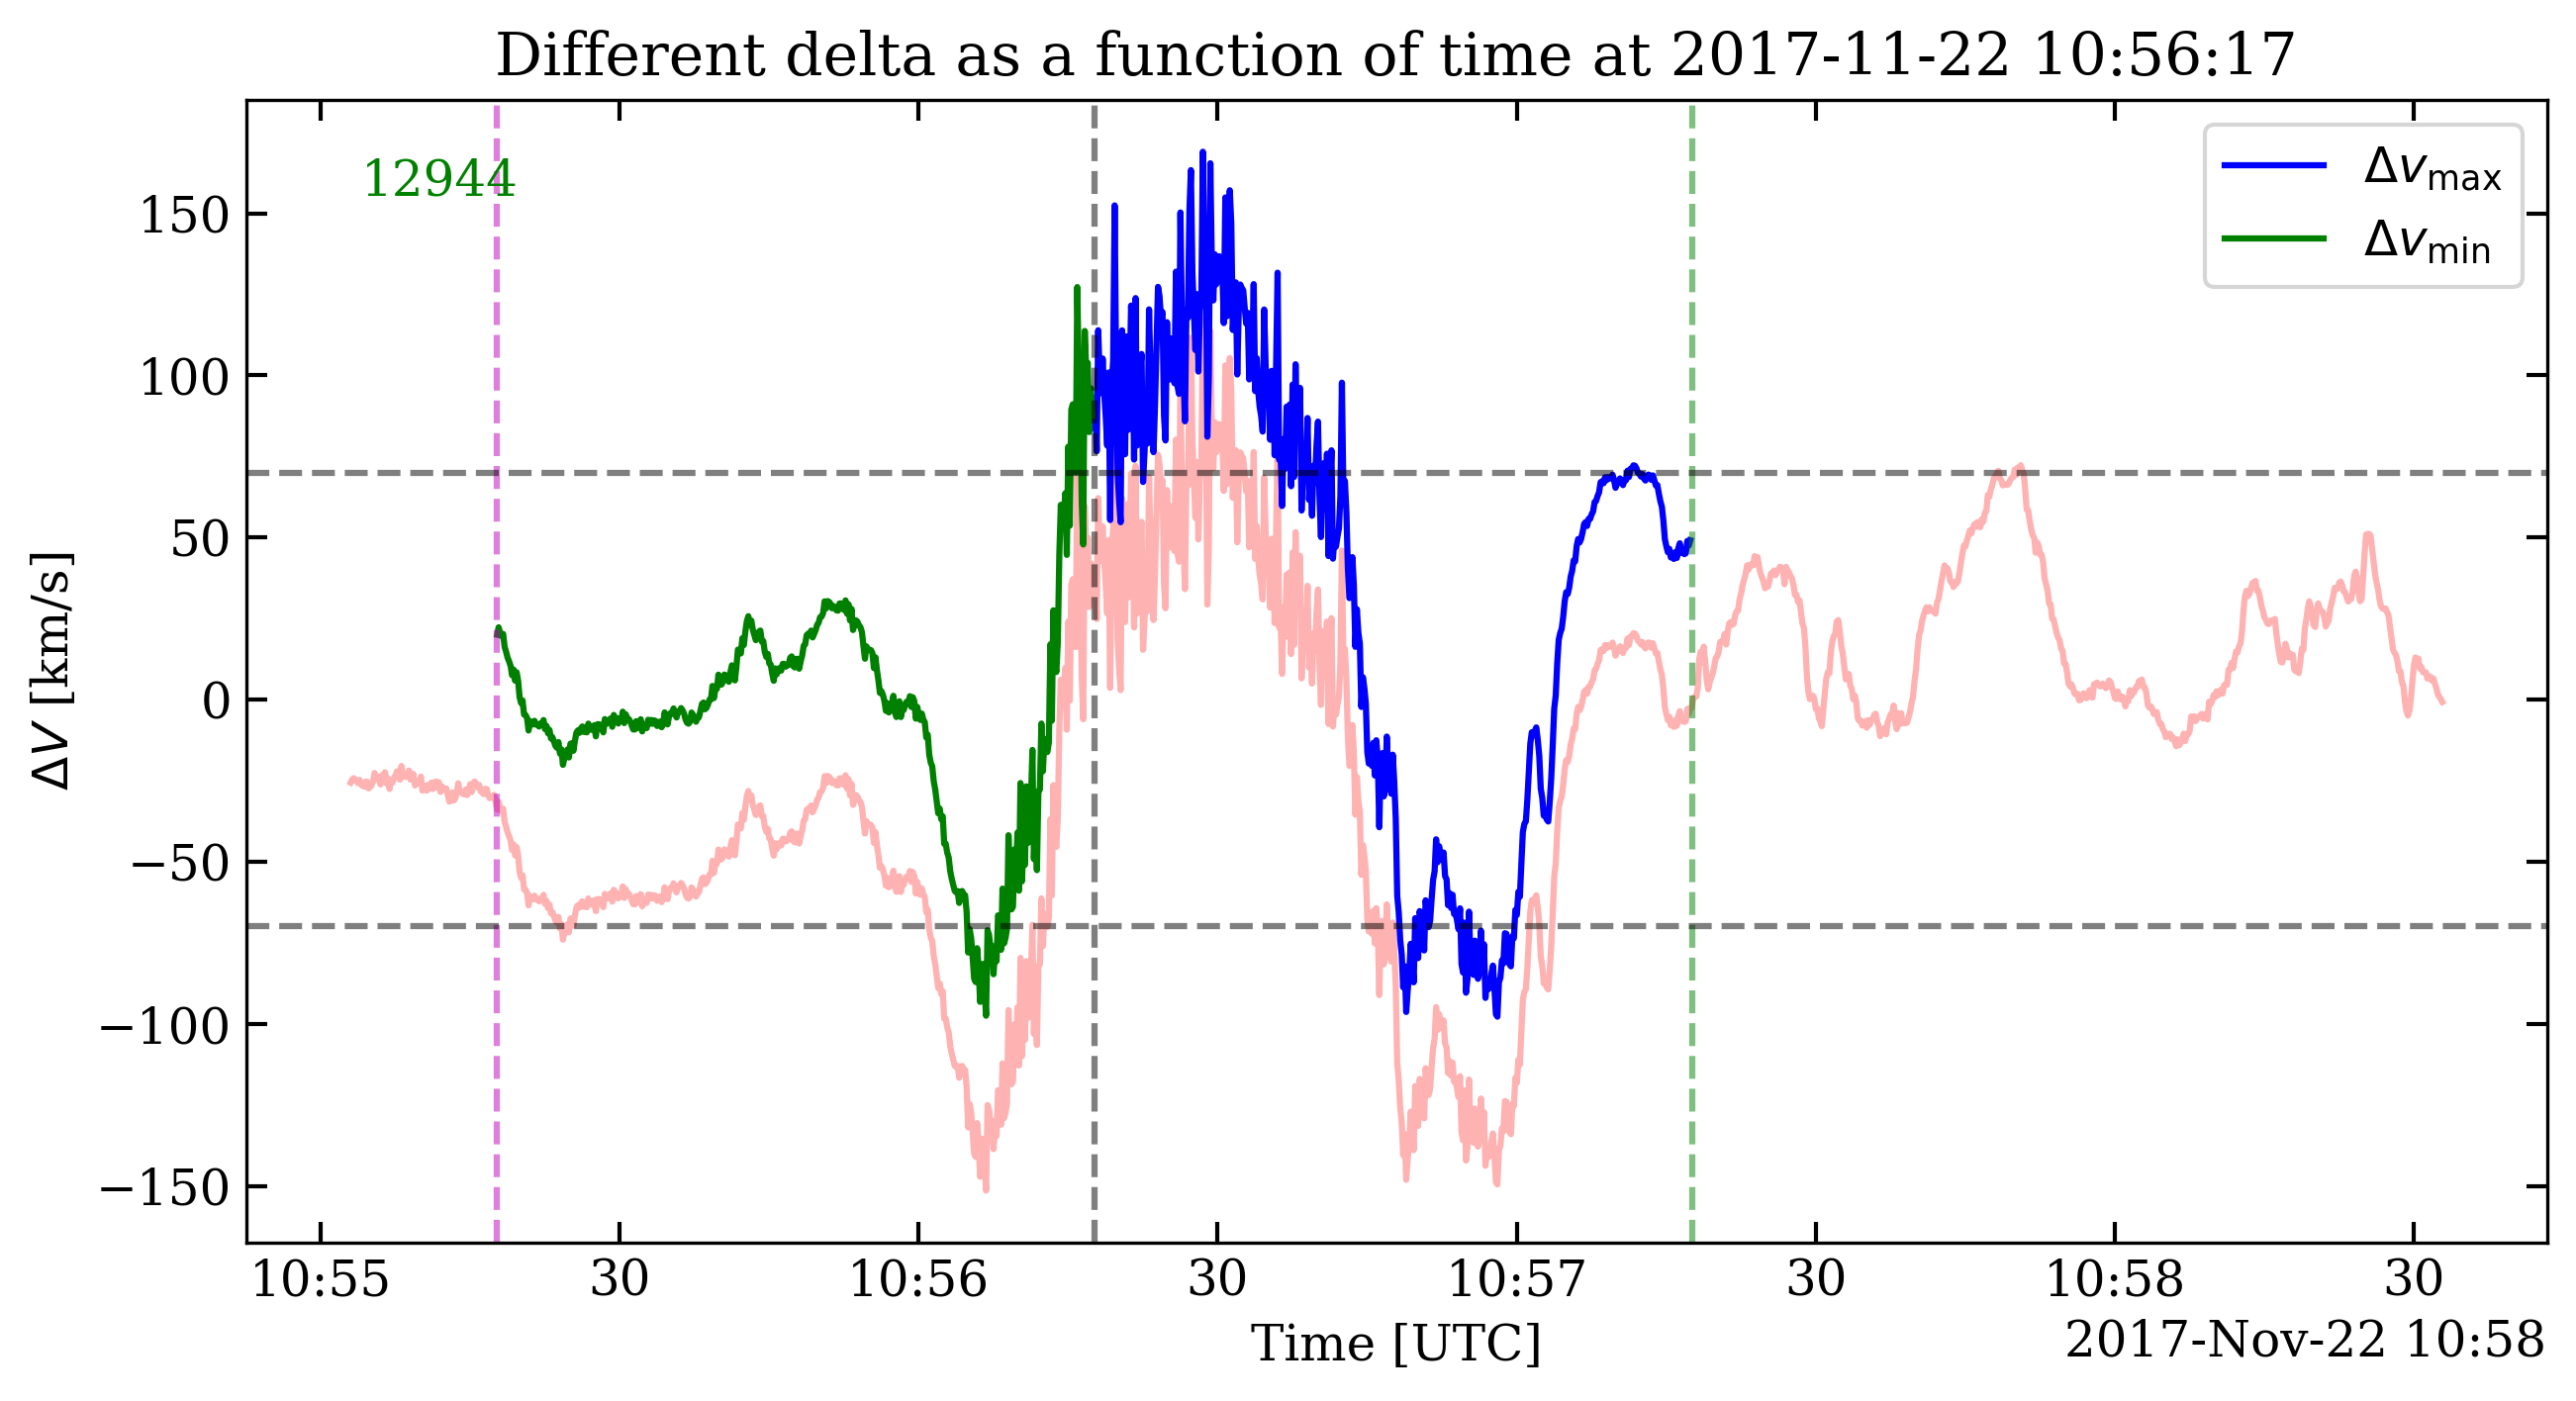 Different delta as a function of time at 2017-11-22 10:56:17
12944
Δv_max
Δv_min
150
100
50
0
−50
−100
−150
ΔV [km/s]
10:55 30 10:56 30 10:57 30 10:58 30
Time [UTC]
2017-Nov-22 10:58